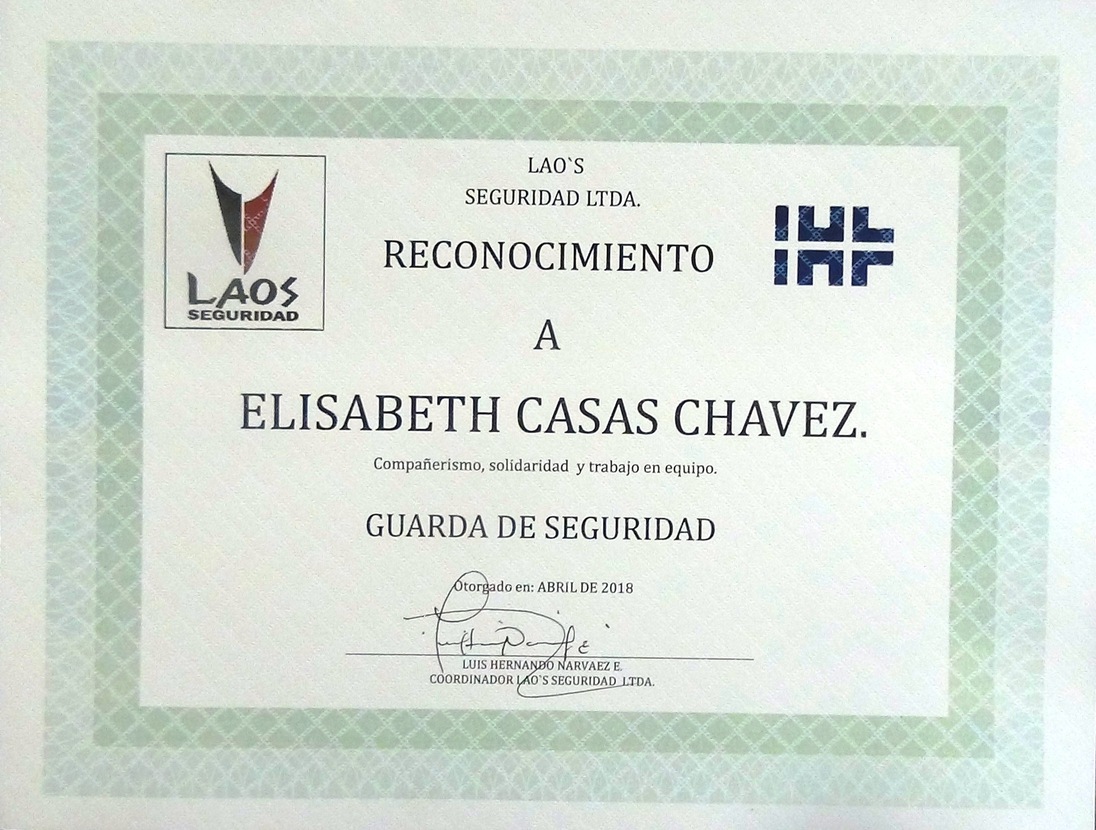 LAO`S
SEGURIDAD LTDA.
LAOS
SEGURIDAD
RECONOCIMIENTO
A
ELISABETH CASAS CHAVEZ.
Compañerismo, solidaridad y trabajo en equipo.
GUARDA DE SEGURIDAD
Otorgado en: ABRIL DE 2018
LUIS HERNANDO NARVAEZ E.
COORDINADOR LAO`S SEGURIDAD LTDA.